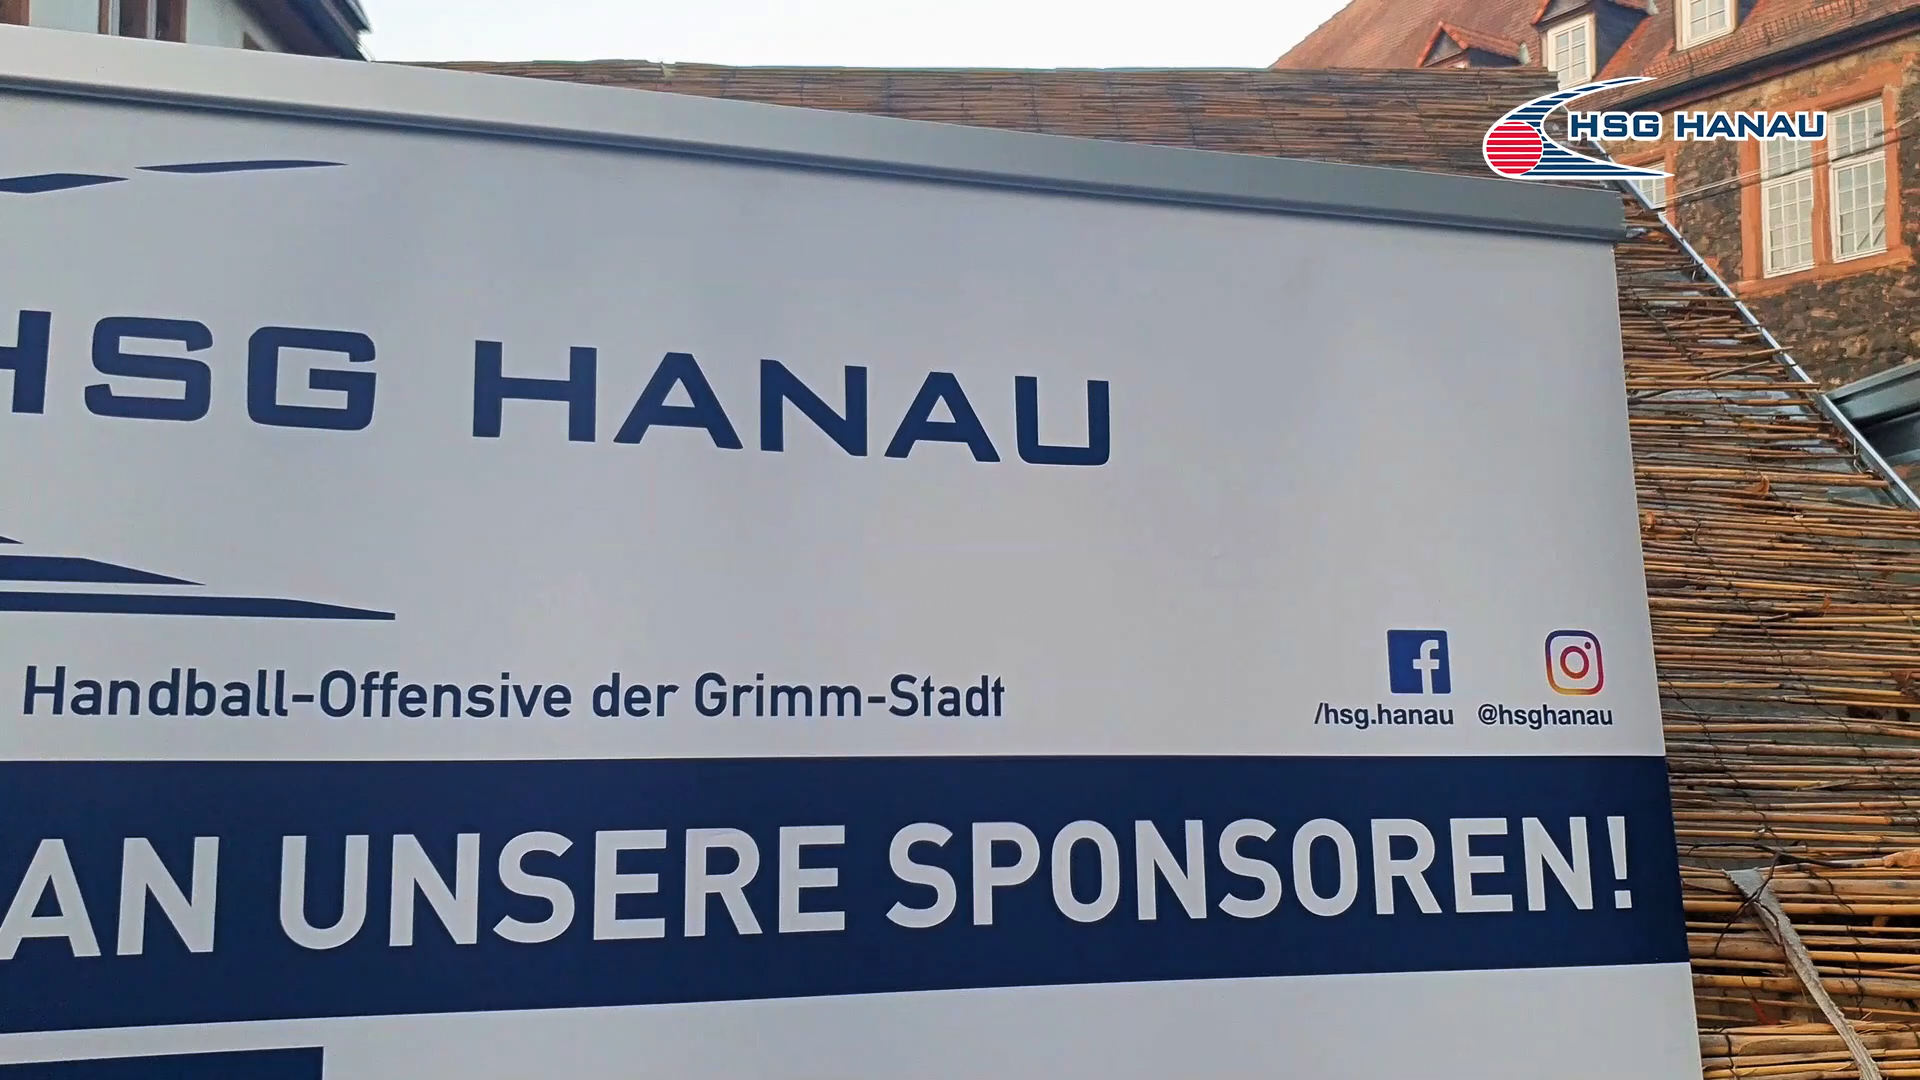 HSG HANAU
HSG HANAU
Handball-Offensive der Grimm-Stadt
/hsg.hanau @hsghanau
AN UNSERE SPONSOREN!